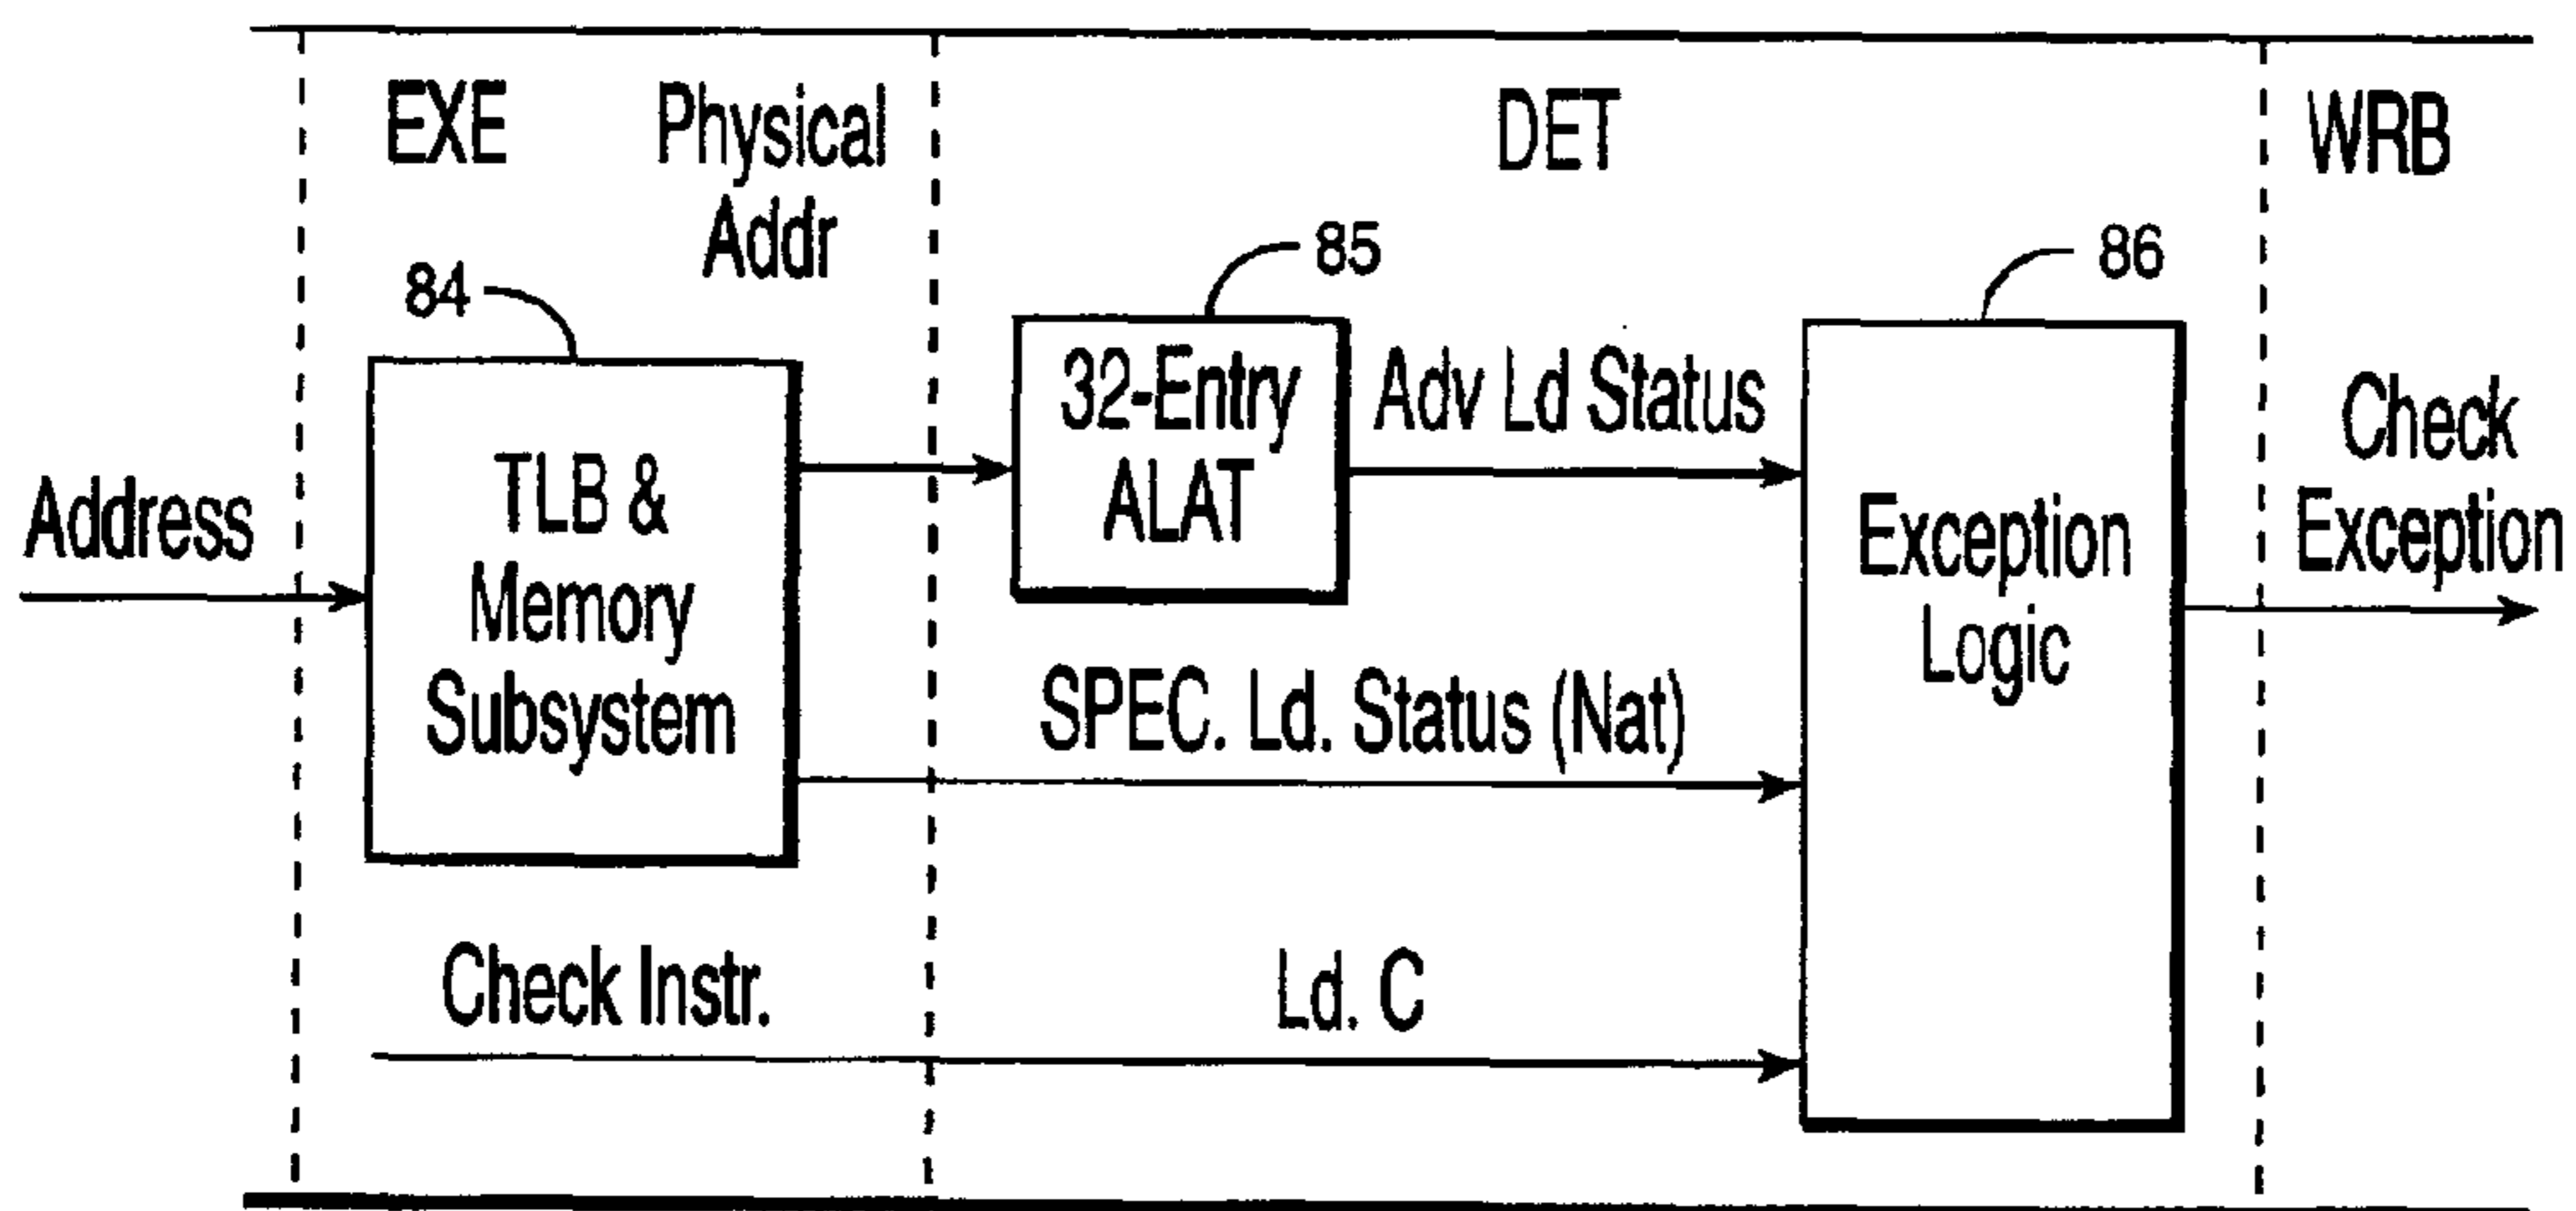 EXE
Physical
Addr
DET
WRB
84
85
86
Address
TLB &
Memory
Subsystem
32-Entry
ALAT
Adv Ld Status
SPEC. Ld. Status (Nat)
Check Instr.
Ld. C
Exception
Logic
Check
Exception